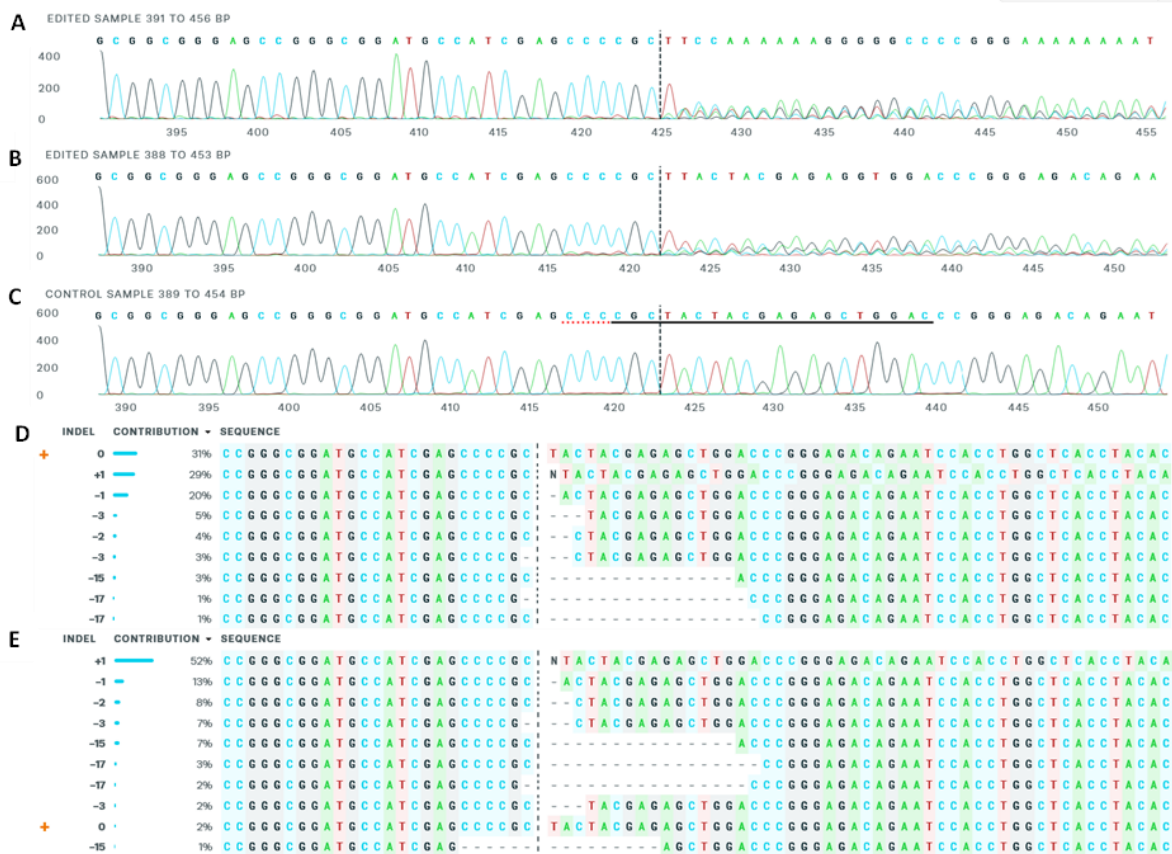 A
EDITED SAMPLE 391 TO 456 BP
G C G G C G G G A G C C G G G C G G A T G C C A T C G A G C C C C G C T T C C A A A A A A G G G G G C C C C G G G A A A A A A A A T
400
200
0
395 400 405 410 415 420 425 430 435 440 445 450 455
B
EDITED SAMPLE 388 TO 453 BP
G C G G C G G G A G C C G G G C G G A T G C C A T C G A G C C C C G C T T A C T A C G A G A G G T G G A C C C G G G A G A C A G A A
600
400
200
0
390 395 400 405 410 415 420 425 430 435 440 445 450
C
CONTROL SAMPLE 389 TO 454 BP
G C G G C G G G A G C C G G G C G G A T G C C A T C G A G C C C C G C T A C T A C G A G A G C T G G A C C C G G G A G A C A G A A T
600
400
200
0
390 395 400 405 410 415 420 425 430 435 440 445 450
D
INDEL CONTRIBUTION SEQUENCE
+ 0 31% C C G G G C G G A T G C C A T C G A G C C C C G C T A C T A C G A G A G C T G G A C C C G G G A G A C A G A A T C C A C C T G G C T C A C C T A C A C
+1 29% C C G G G C G G A T G C C A T C G A G C C C C G C N T A C T A C G A G A G C T G G A C C C G G G A G A C A G A A T C C A C C T G G C T C A C C T A C A
-1 20% C C G G G C G G A T G C C A T C G A G C C C C G C - A C T A C G A G A G C T G G A C C C G G G A G A C A G A A T C C A C C T G G C T C A C C T A C A C
-3 5% C C G G G C G G A T G C C A T C G A G C C C C G C - - - T A C G A G A G C T G G A C C C G G G A G A C A G A A T C C A C C T G G C T C A C C T A C A C
-2 4% C C G G G C G G A T G C C A T C G A G C C C C G C - - C T A C G A G A G C T G G A C C C G G G A G A C A G A A T C C A C C T G G C T C A C C T A C A C
-3 3% C C G G G C G G A T G C C A T C G A G C C C C G - - - C T A C G A G A G C T G G A C C C G G G A G A C A G A A T C C A C C T G G C T C A C C T A C A C
-15 3% C C G G G C G G A T G C C A T C G A G C C C C G C - - - - - - - - - - - - - - - A C C C G G G A G A C A G A A T C C A C C T G G C T C A C C T A C A C
-17 1% C C G G G C G G A T G C C A T C G A G C C C C G - - - - - - - - - - - - - - - - - C C C G G G A G A C A G A A T C C A C C T G G C T C A C C T A C A C
-17 1% C C G G G C G G A T G C C A T C G A G C C C C G C - - - - - - - - - - - - - - - - - C C G G G A G A C A G A A T C C A C C T G G C T C A C C T A C A C
E
INDEL CONTRIBUTION SEQUENCE
+1 52% C C G G G C G G A T G C C A T C G A G C C C C G C N T A C T A C G A G A G C T G G A C C C G G G A G A C A G A A T C C A C C T G G C T C A C C T A C A
-1 13% C C G G G C G G A T G C C A T C G A G C C C C G C - A C T A C G A G A G C T G G A C C C G G G A G A C A G A A T C C A C C T G G C T C A C C T A C A C
-2 8% C C G G G C G G A T G C C A T C G A G C C C C G C - - C T A C G A G A G C T G G A C C C G G G A G A C A G A A T C C A C C T G G C T C A C C T A C A C
-3 7% C C G G G C G G A T G C C A T C G A G C C C C G - - - C T A C G A G A G C T G G A C C C G G G A G A C A G A A T C C A C C T G G C T C A C C T A C A C
-15 7% C C G G G C G G A T G C C A T C G A G C C C C G C - - - - - - - - - - - - - - - A C C C G G G A G A C A G A A T C C A C C T G G C T C A C C T A C A C
-17 3% C C G G G C G G A T G C C A T C G A G C C C C G C - - - - - - - - - - - - - - - - - C C G G G A G A C A G A A T C C A C C T G G C T C A C C T A C A C
-17 2% C C G G G C G G A T G C C A T C G A G C C C C G - - - - - - - - - - - - - - - - - C C C G G G A G A C A G A A T C C A C C T G G C T C A C C T A C A C
-3 2% C C G G G C G G A T G C C A T C G A G C C C C G C - - - T A C G A G A G C T G G A C C C G G G A G A C A G A A T C C A C C T G G C T C A C C T A C A C
+ 0 2% C C G G G C G G A T G C C A T C G A G C C C C G C T A C T A C G A G A G C T G G A C C C G G G A G A C A G A A T C C A C C T G G C T C A C C T A C A C
-15 1% C C G G G C G G A T G C C A T C G A G - - - - - - - - - - - - - - - A G C T G G A C C C G G G A G A C A G A A T C C A C C T G G C T C A C C T A C A C